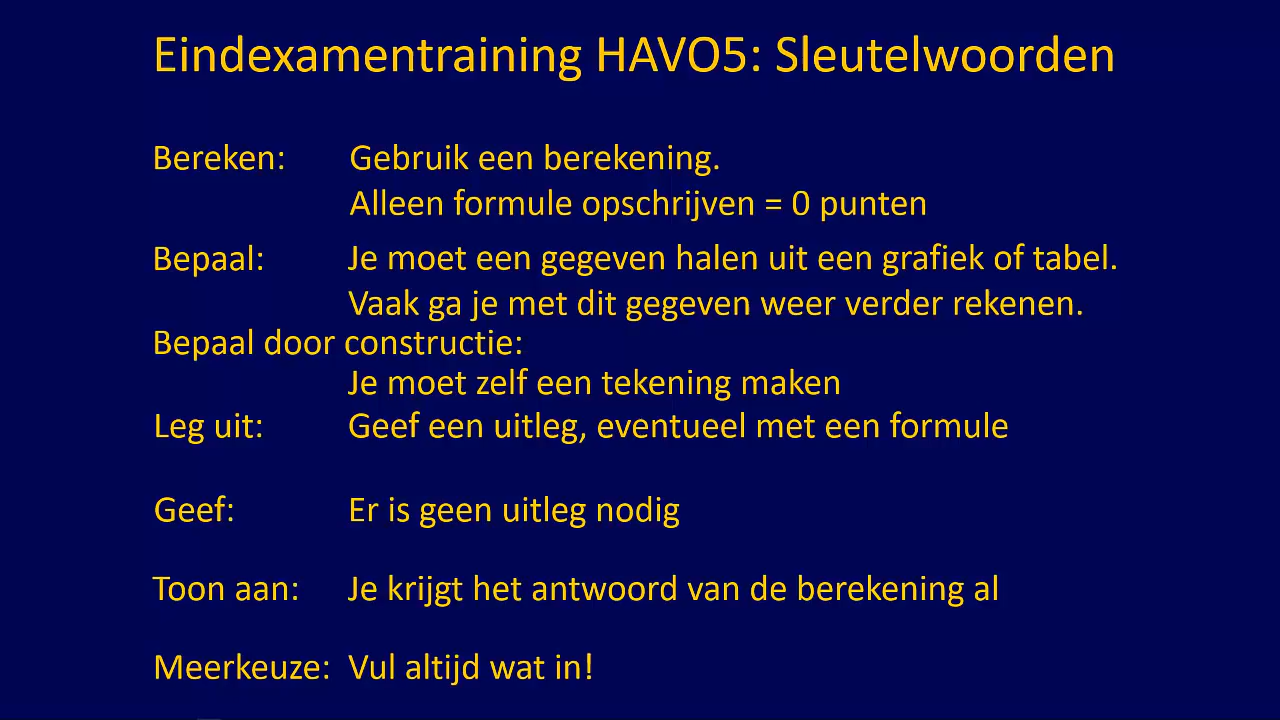 Eindexamentraining HAVO5: Sleutelwoorden
Bereken: Gebruik een berekening.
Alleen formule opschrijven = 0 punten
Bepaal: Je moet een gegeven halen uit een grafiek of tabel.
Vaak ga je met dit gegeven weer verder rekenen.
Bepaal door constructie:
Je moet zelf een tekening maken
Leg uit: Geef een uitleg, eventueel met een formule
Geef: Er is geen uitleg nodig
Toon aan: Je krijgt het antwoord van de berekening al
Meerkeuze: Vul altijd wat in!